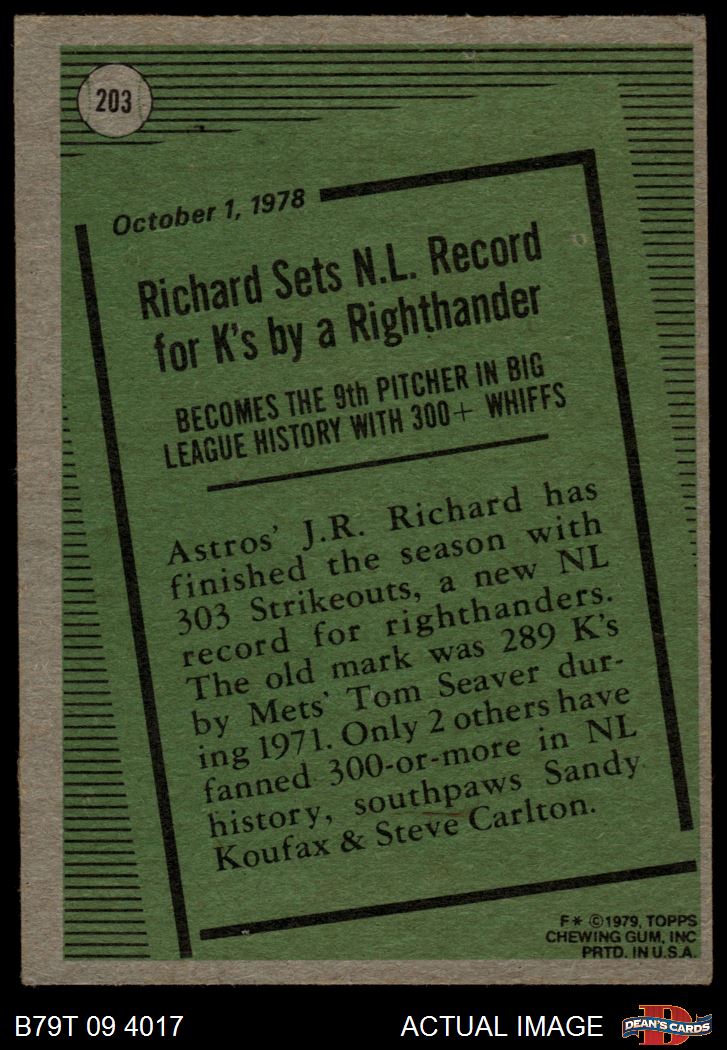 203
October 1, 1978
Richard Sets N.L. Record
for K's by a Righthander
BECOMES THE 9th PITCHER IN BIG
LEAGUE HISTORY WITH 300+ WHIFFS
Astros' J.R. Richard has
finished the season with
303 Strikeouts, a new NL
record for righthanders.
The old mark was 289 K's
by Mets' Tom Seaver dur-
ing 1971. Only 2 others have
fanned 300-or-more in NL
history, southpaws Sandy
Koufax & Steve Carlton.
F* ©1979, TOPPS
CHEWING GUM, INC
PRTD. IN U.S.A.
B79T 09 4017
ACTUAL IMAGE
D
DEAN'S CARDS